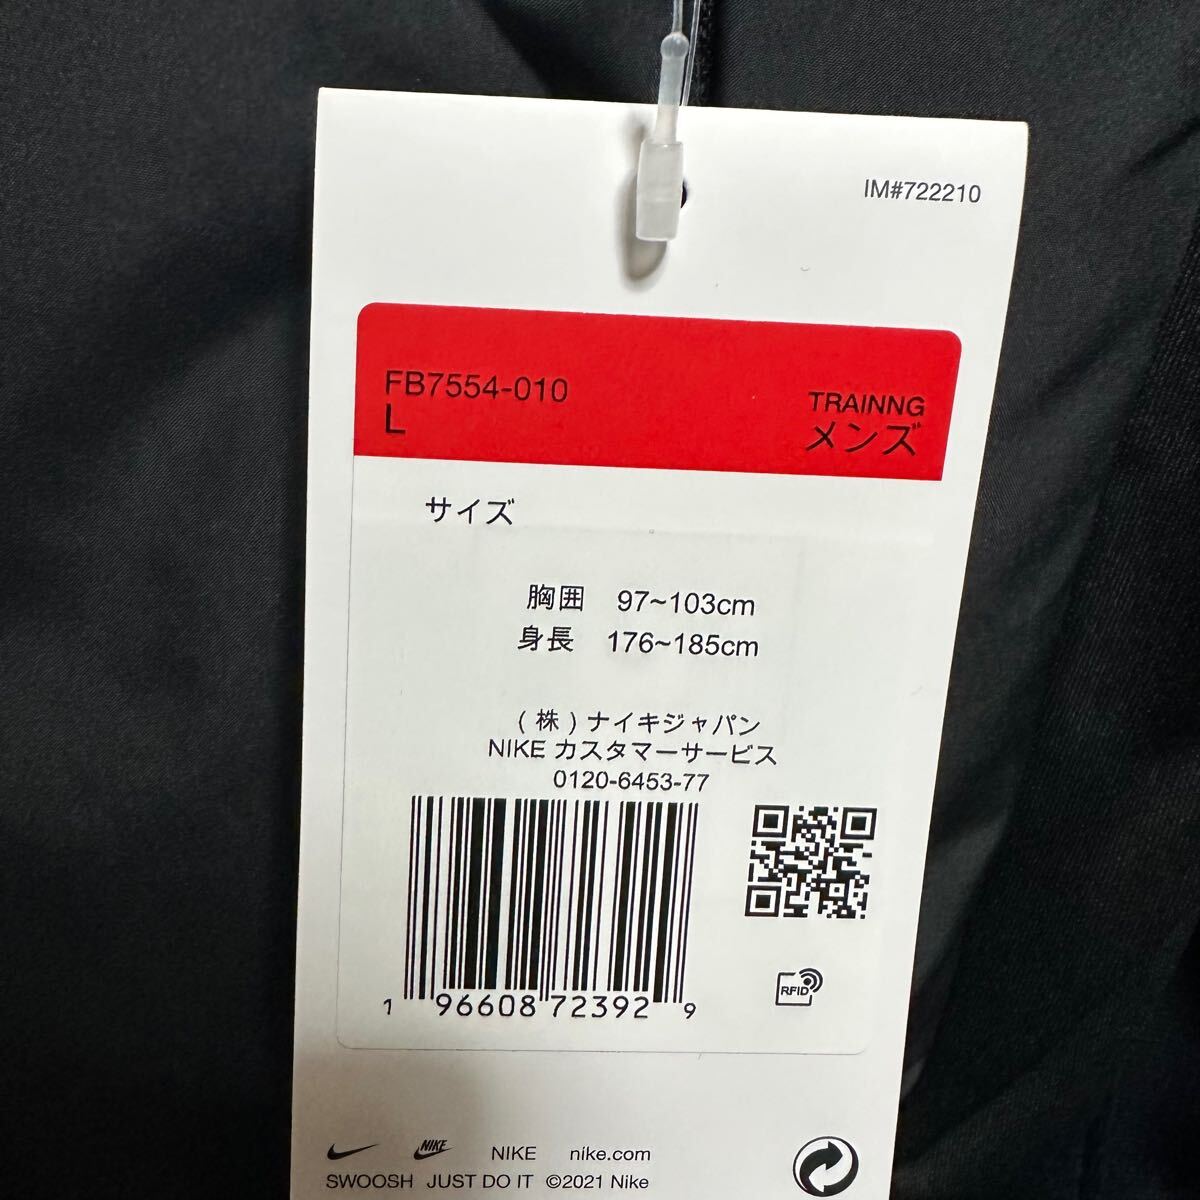 IM#722210
FB7554-010
L
TRAINNG
メンズ
サイズ
胸囲 97~103cm
身長 176~185cm
(株)ナイキジャパン
NIKE カスタマーサービス
0120-6453-77
1 96608 72392 9
RFID
NIKE NIKE nike.com
SWOOSH JUST DO IT ©2021 Nike